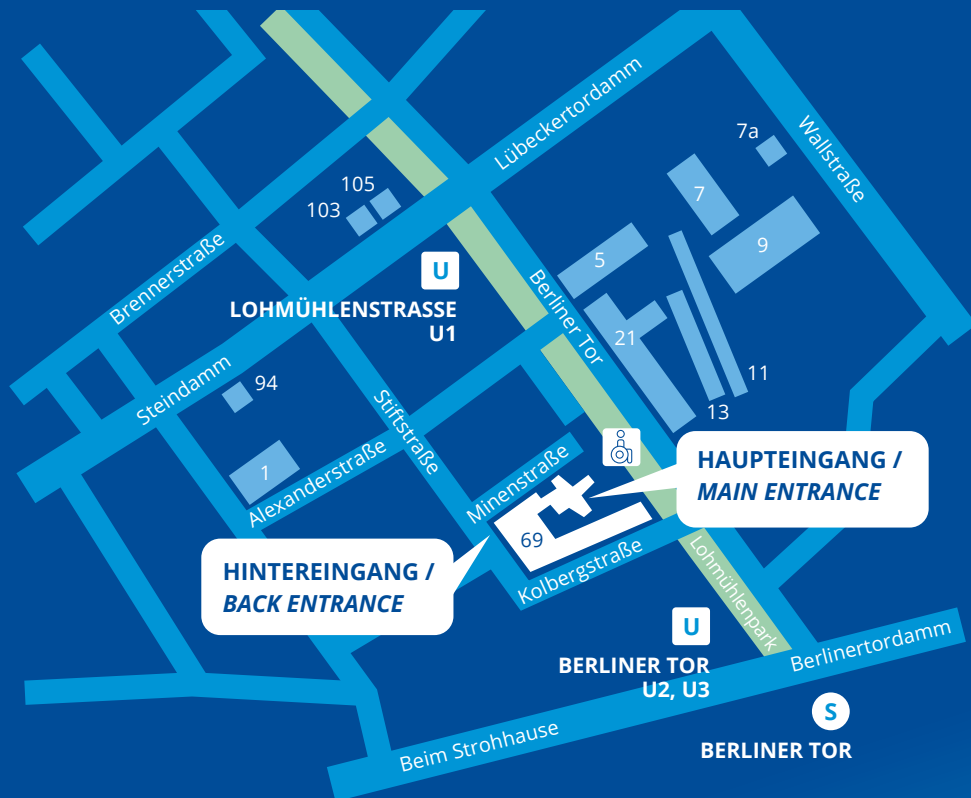 Lübeckertordamm
Wallstraße
7a
105
103
7
9
5
Brennerstraße
U
LOHMÜHLENSTRASSE
U1
Berliner Tor
21
11
13
Steindamm
94
Stiftstraße
1
Alexanderstraße
Minenstraße
HAUPTEINGANG /
MAIN ENTRANCE
69
HINTEREINGANG /
BACK ENTRANCE
Kolbergstraße
Lohmühlenpark
U
BERLINER TOR
U2, U3
Berlinertordamm
S
BERLINER TOR
Beim Strohhause